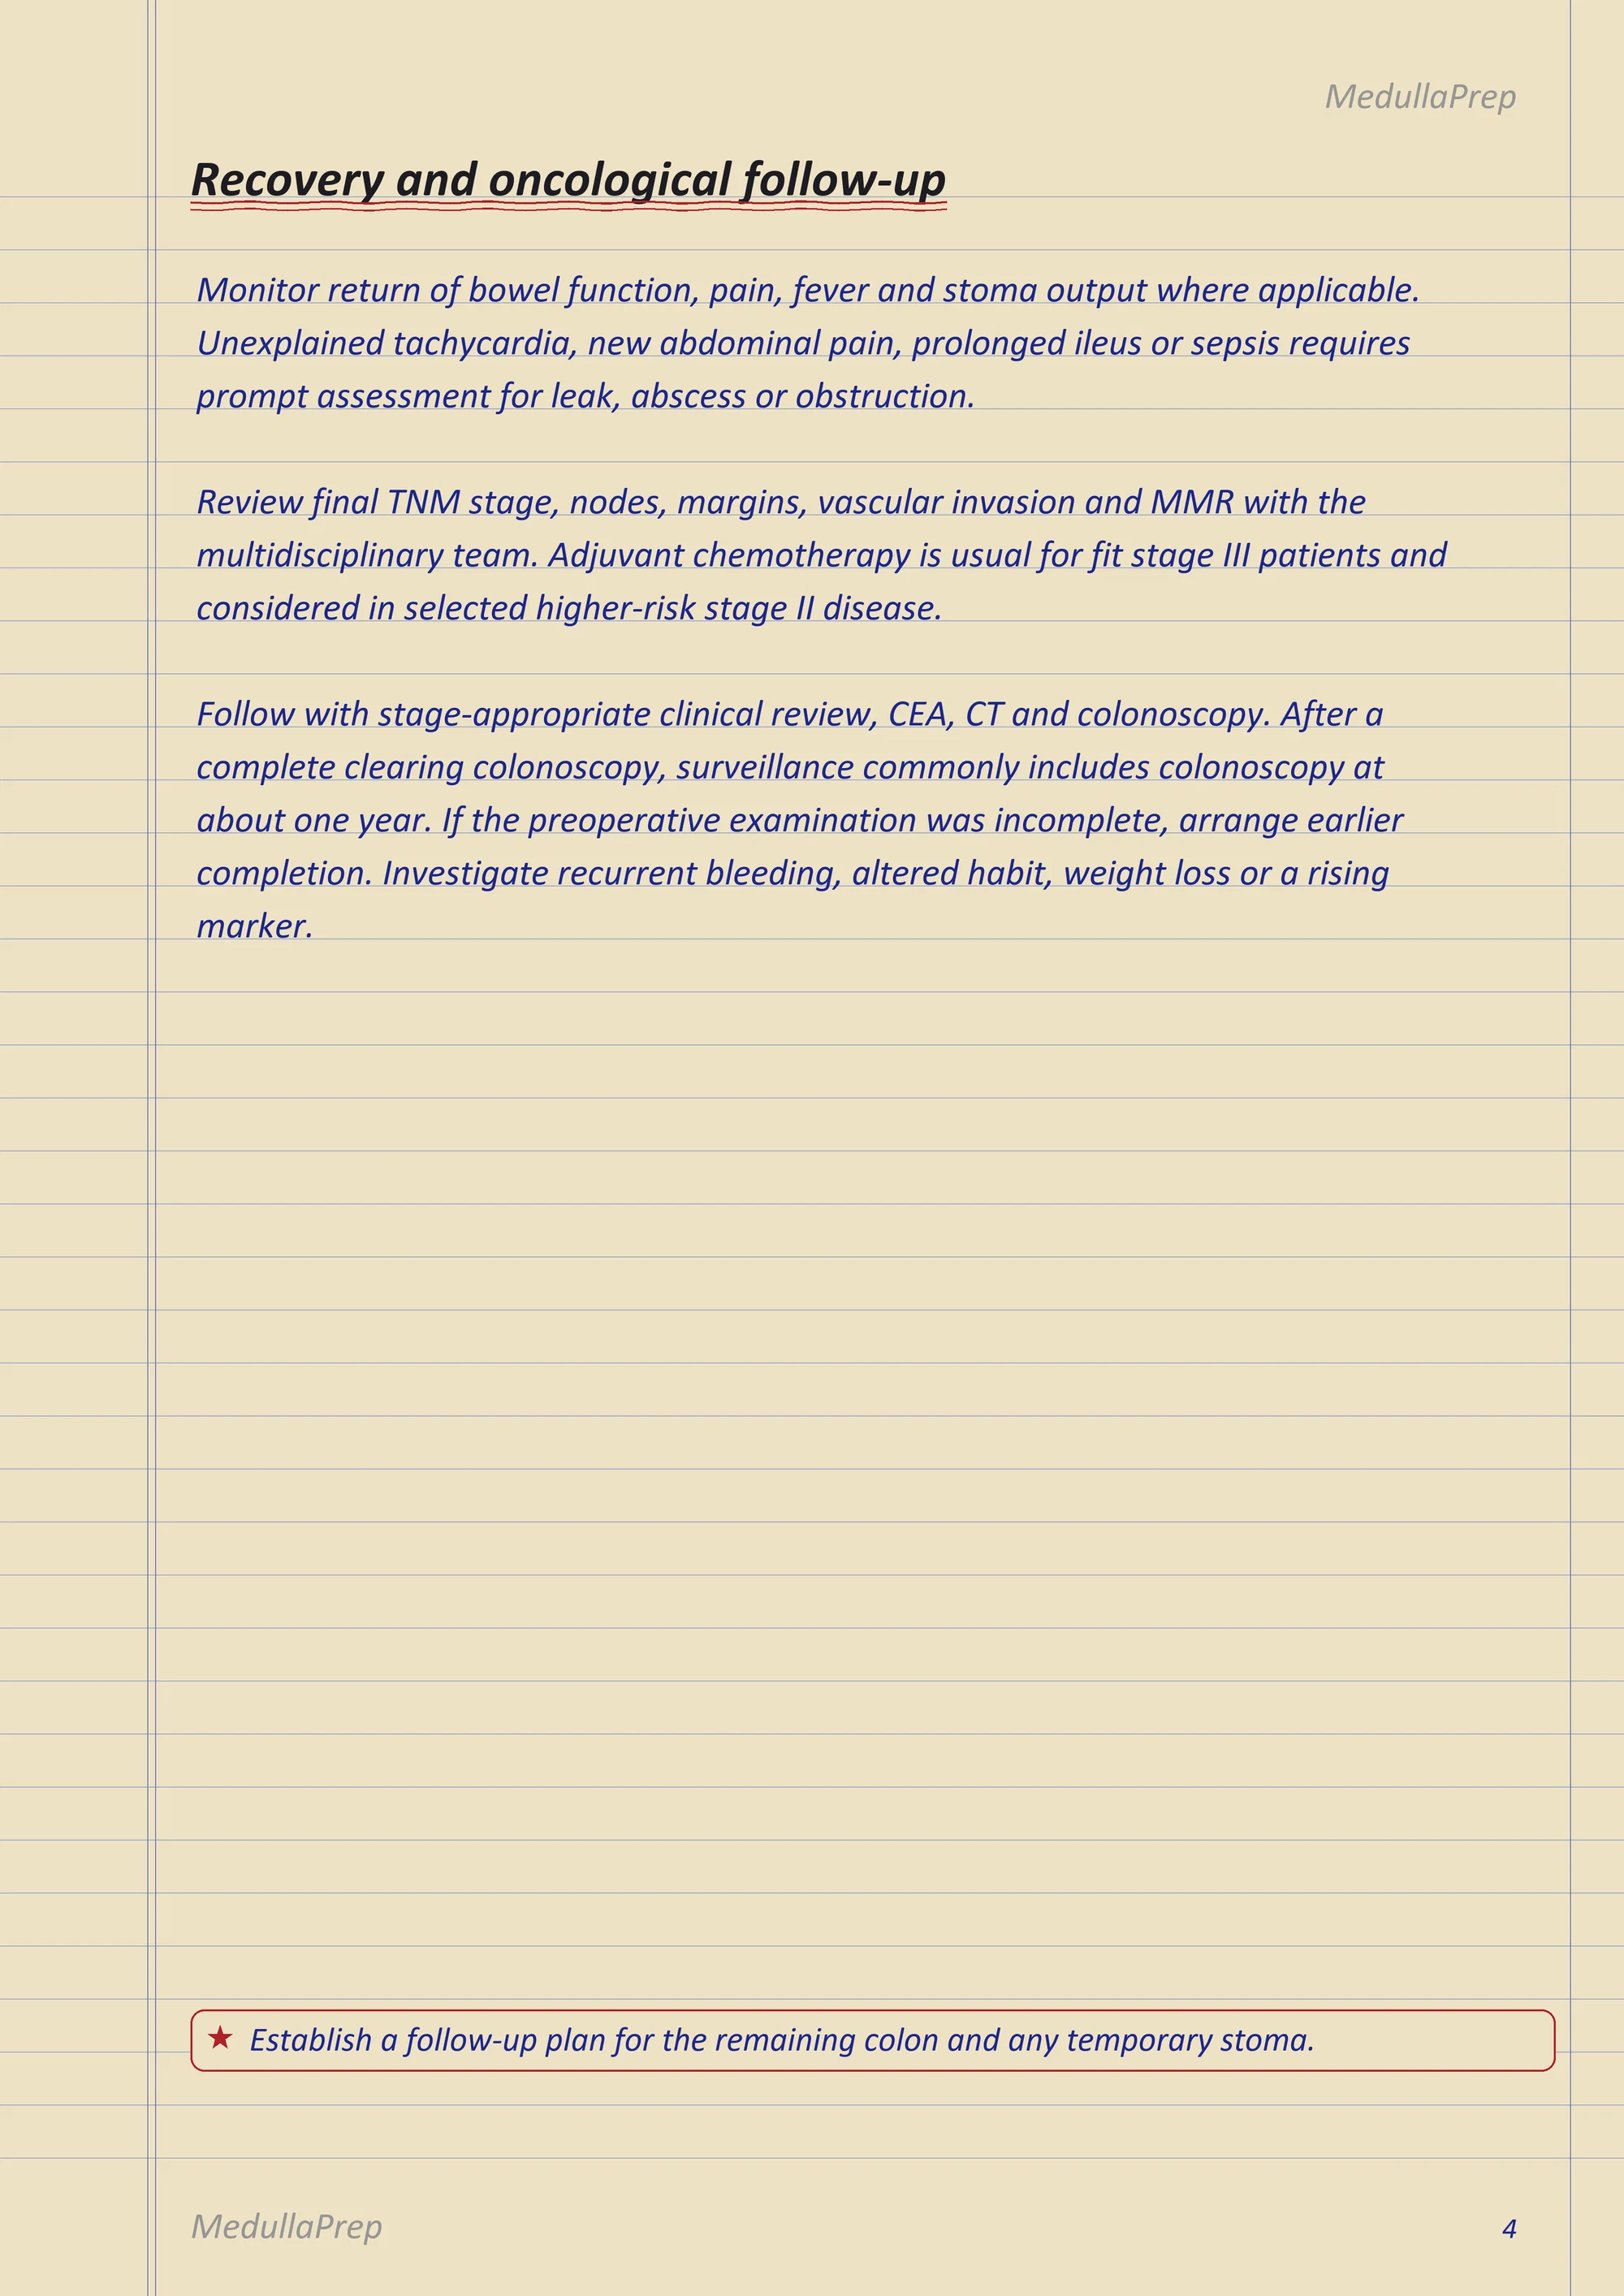 MedullaPrep
Recovery and oncological follow-up
Monitor return of bowel function, pain, fever and stoma output where applicable.
Unexplained tachycardia, new abdominal pain, prolonged ileus or sepsis requires
prompt assessment for leak, abscess or obstruction.
Review final TNM stage, nodes, margins, vascular invasion and MMR with the
multidisciplinary team. Adjuvant chemotherapy is usual for fit stage III patients and
considered in selected higher-risk stage II disease.
Follow with stage-appropriate clinical review, CEA, CT and colonoscopy. After a
complete clearing colonoscopy, surveillance commonly includes colonoscopy at
about one year. If the preoperative examination was incomplete, arrange earlier
completion. Investigate recurrent bleeding, altered habit, weight loss or a rising
marker.
★ Establish a follow-up plan for the remaining colon and any temporary stoma.
MedullaPrep
4